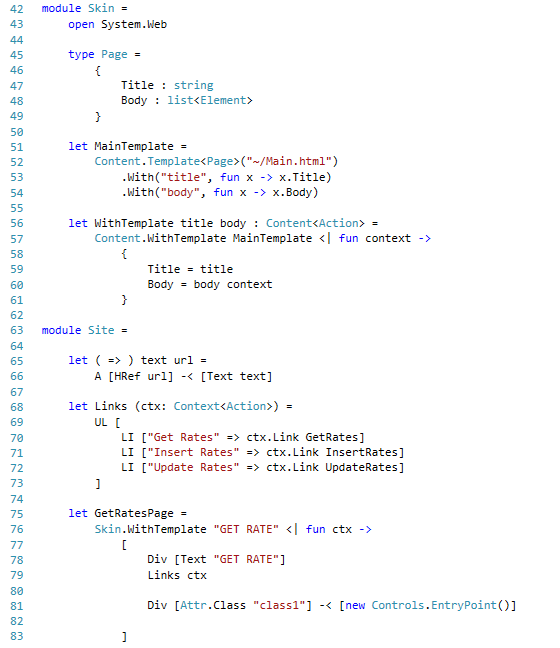 42 module Skin =
43     open System.Web
44
45     type Page =
46         {
47             Title : string
48             Body : list<Element>
49         }
50
51     let MainTemplate =
52         Content.Template<Page>("~/Main.html")
53             .With("title", fun x -> x.Title)
54             .With("body", fun x -> x.Body)
55
56     let WithTemplate title body : Content<Action> =
57         Content.WithTemplate MainTemplate <| fun context ->
58             {
59                 Title = title
60                 Body = body context
61             }
62
63 module Site =
64
65     let ( => ) text url =
66         A [HRef url] -< [Text text]
67
68     let Links (ctx: Context<Action>) =
69         UL [
70             LI ["Get Rates" => ctx.Link GetRates]
71             LI ["Insert Rates" => ctx.Link InsertRates]
72             LI ["Update Rates" => ctx.Link UpdateRates]
73         ]
74
75     let GetRatesPage =
76         Skin.WithTemplate "GET RATE" <| fun ctx ->
77             [
78                 Div [Text "GET RATE"]
79                 Links ctx
80
81                 Div [Attr.Class "class1"] -< [new Controls.EntryPoint()]
82
83             ]